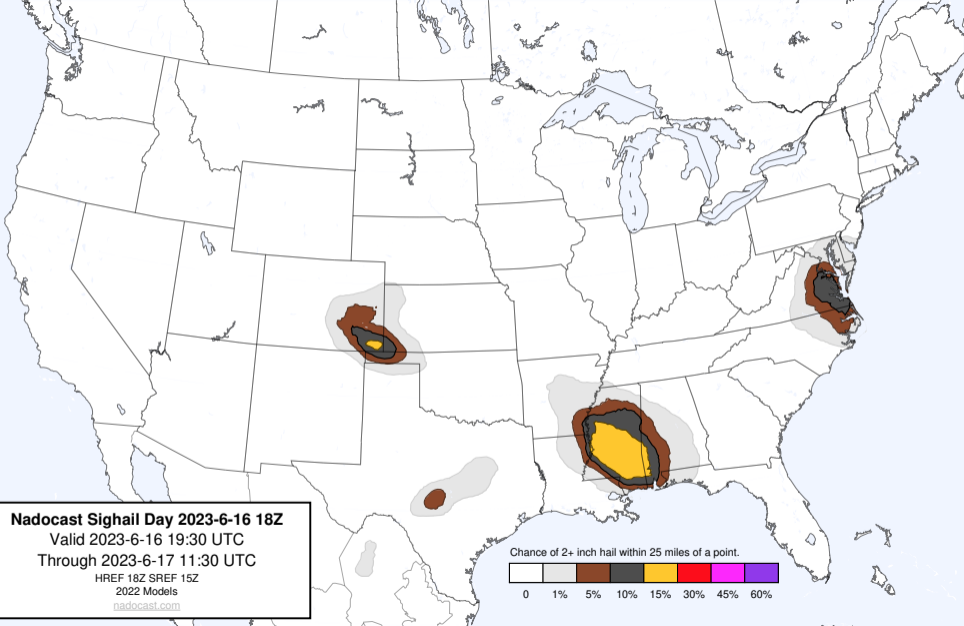 Nadocast Sighail Day 2023-6-16 18Z
Valid 2023-6-16 19:30 UTC
Through 2023-6-17 11:30 UTC
HREF 18Z SREF 15Z
2022 Models
nadocast.com
Chance of 2+ inch hail within 25 miles of a point.
0 1% 5% 10% 15% 30% 45% 60%